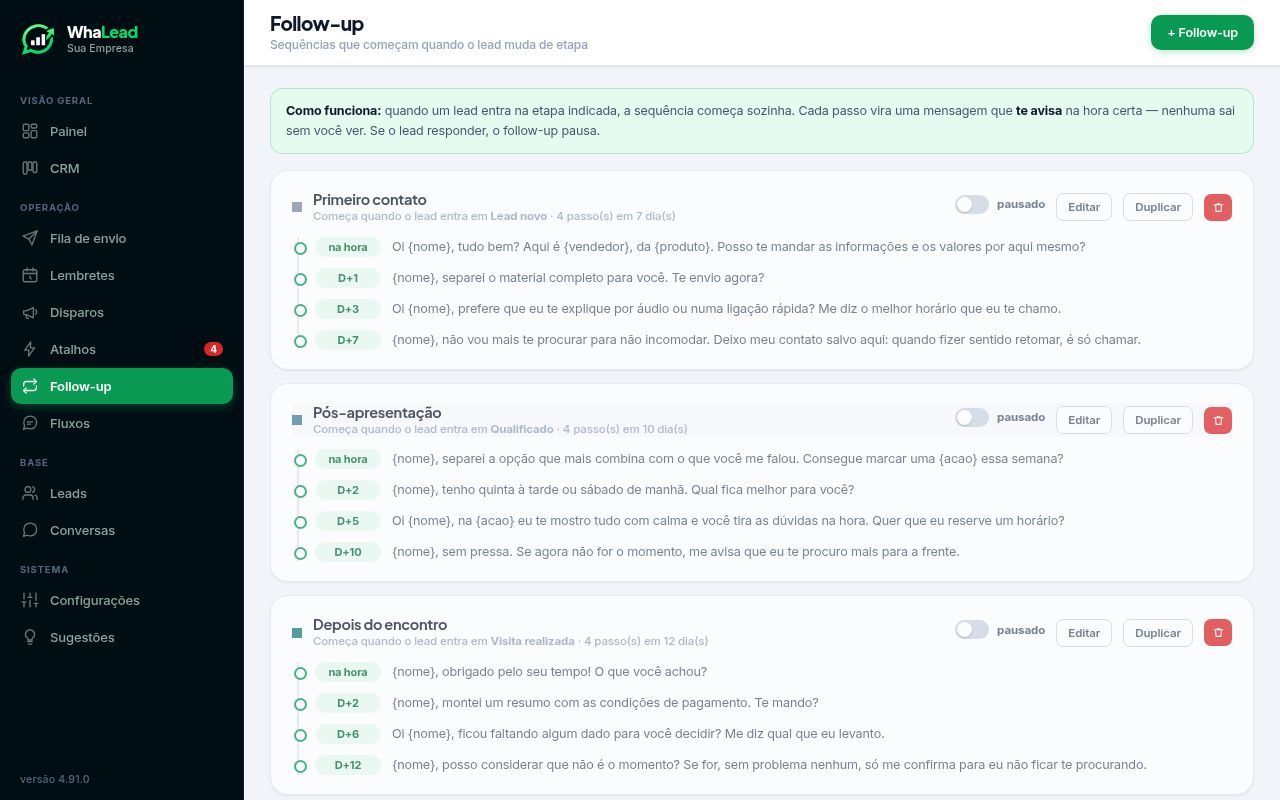 WhaLead
Sua Empresa
VISÃO GERAL
Painel
CRM
OPERAÇÃO
Fila de envio
Lembretes
Disparos
Atalhos 4
Follow-up
Fluxos
BASE
Leads
Conversas
SISTEMA
Configurações
Sugestões
versão 4.91.0
Follow-up
Sequências que começam quando o lead muda de etapa
+ Follow-up
Como funciona: quando um lead entra na etapa indicada, a sequência começa sozinha. Cada passo vira uma mensagem que te avisa na hora certa — nenhuma sai
sem você ver. Se o lead responder, o follow-up pausa.
Primeiro contato
Começa quando o lead entra em Lead novo · 4 passo(s) em 7 dia(s)
pausado Editar Duplicar
na hora Oi {nome}, tudo bem? Aqui é {vendedor}, da {produto}. Posso te mandar as informações e os valores por aqui mesmo?
D+1 {nome}, separei o material completo para você. Te envio agora?
D+3 Oi {nome}, prefere que eu te explique por áudio ou numa ligação rápida? Me diz o melhor horário que eu te chamo.
D+7 {nome}, não vou mais te procurar para não incomodar. Deixo meu contato salvo aqui: quando fizer sentido retomar, é só chamar.
Pós-apresentação
Começa quando o lead entra em Qualificado · 4 passo(s) em 10 dia(s)
pausado Editar Duplicar
na hora {nome}, separei a opção que mais combina com o que você me falou. Consegue marcar uma {acao} essa semana?
D+2 {nome}, tenho quinta à tarde ou sábado de manhã. Qual fica melhor para você?
D+5 Oi {nome}, na {acao} eu te mostro tudo com calma e você tira as dúvidas na hora. Quer que eu reserve um horário?
D+10 {nome}, sem pressa. Se agora não for o momento, me avisa que eu te procuro mais para a frente.
Depois do encontro
Começa quando o lead entra em Visita realizada · 4 passo(s) em 12 dia(s)
pausado Editar Duplicar
na hora {nome}, obrigado pelo seu tempo! O que você achou?
D+2 {nome}, montei um resumo com as condições de pagamento. Te mando?
D+6 Oi {nome}, ficou faltando algum dado para você decidir? Me diz qual que eu levanto.
D+12 {nome}, posso considerar que não é o momento? Se for, sem problema nenhum, só me confirma para eu não ficar te procurando.